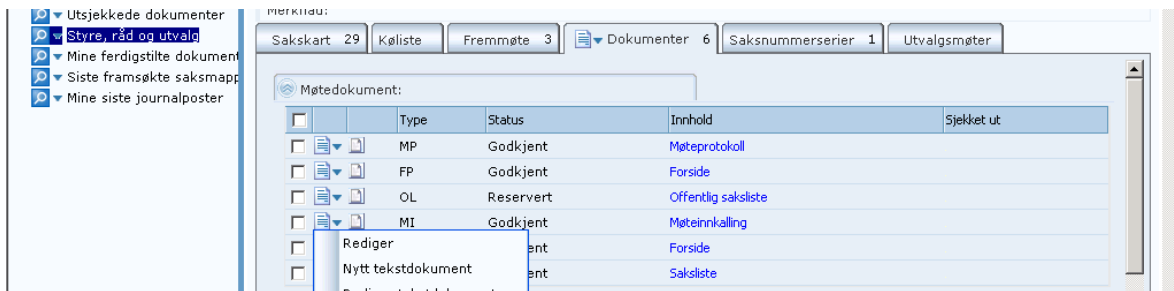 Utsjekkede dokumenter
Styre, råd og utvalg
Mine ferdigstilte dokument
Siste framsøkte saksmapp
Mine siste journalposter
Merknad:
Sakskart 29 Køliste Fremmøte 3 Dokumenter 6 Saksnummerserier 1 Utvalgsmøter
Møtedokument:
Type Status Innhold Sjekket ut
MP Godkjent Møteprotokoll
FP Godkjent Forside
OL Reservert Offentlig saksliste
MI Godkjent Møteinnkalling
ent Forside
ent Saksliste
Rediger
Nytt tekstdokument